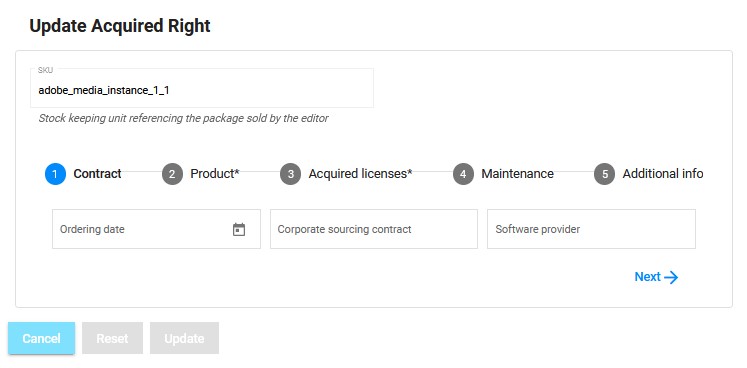 Update Acquired Right
SKU
adobe_media_instance_1_1
Stock keeping unit referencing the package sold by the editor
1 Contract 2 Product* 3 Acquired licenses* 4 Maintenance 5 Additional info
Ordering date Corporate sourcing contract Software provider
Next
Cancel Reset Update